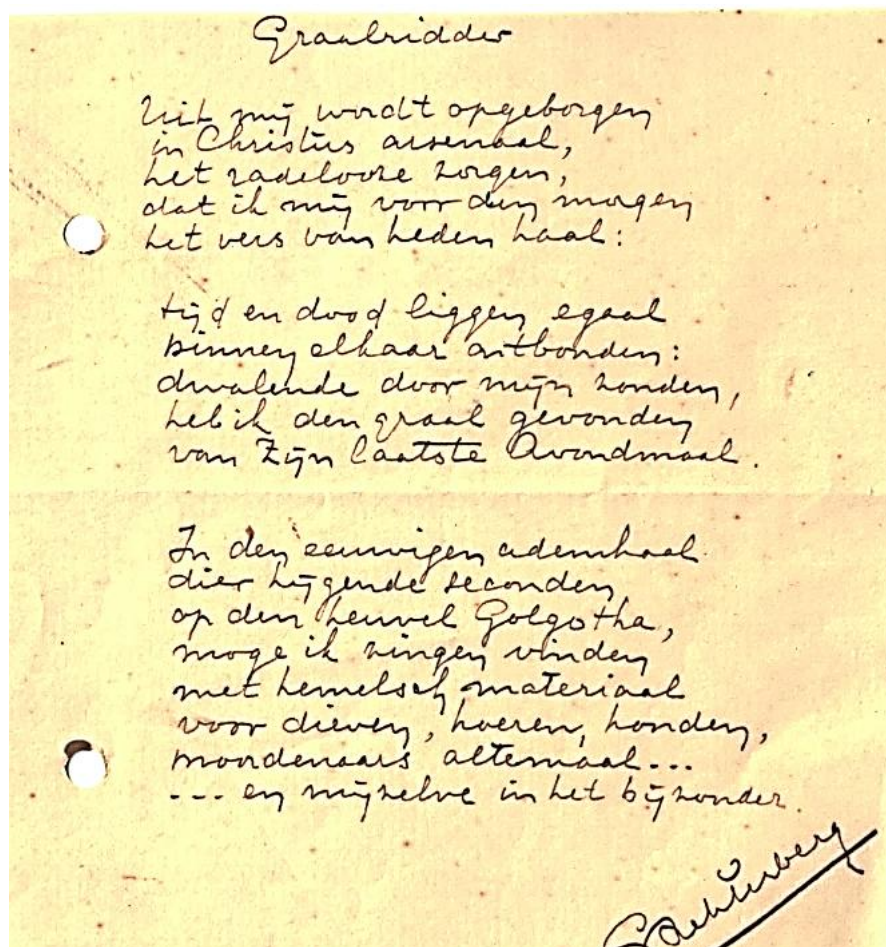 Graalridder
Uit mij wordt opgeborgen
in Christus arsenaal,
het radelooze zorgen,
dat ik mij voor den morgen
het vers van heden haal:
tijd en dood liggen egaal
binnen elkaar ontbonden:
dwalende door mijn zonden,
heb ik den graal gevonden
van Zijn laatste Avondmaal.
In den eeuwigen ademhaal
dier hijgende seconden
op den heuvel Golgotha,
moge ik zingen vinden
met hemelsch materiaal
voor dieven, hoeren, honden,
moordenaars altemaal...
... en mijzelve in het bijzonder.
GAchterberg